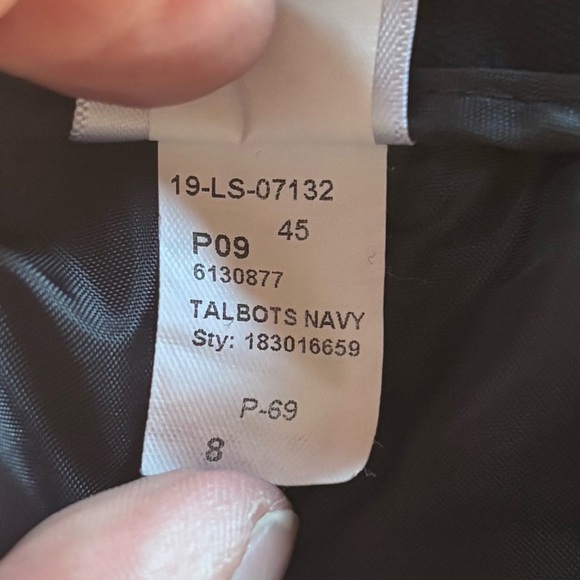 19-LS-07132
45
P09
6130877
TALBOTS NAVY
Sty: 183016659
P-69
8